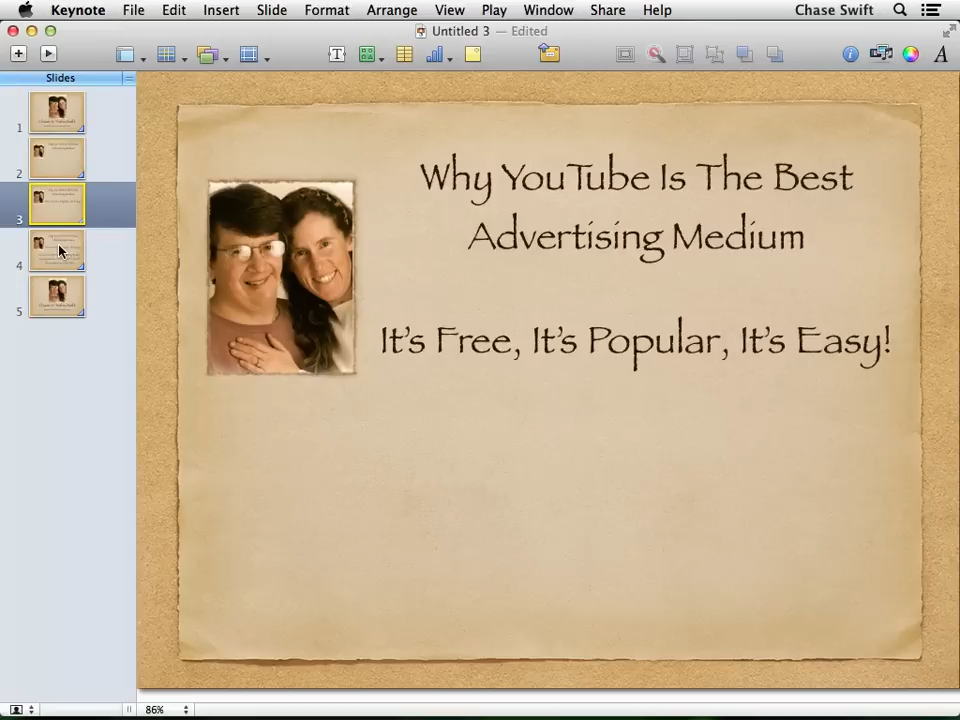 Keynote File Edit Insert Slide Format Arrange View Play Window Share Help Chase Swift
Untitled 3 — Edited
Slides
Why YouTube Is The Best
Advertising Medium
It's Free, It's Popular, It's Easy!
1
2
3
4
5
86%